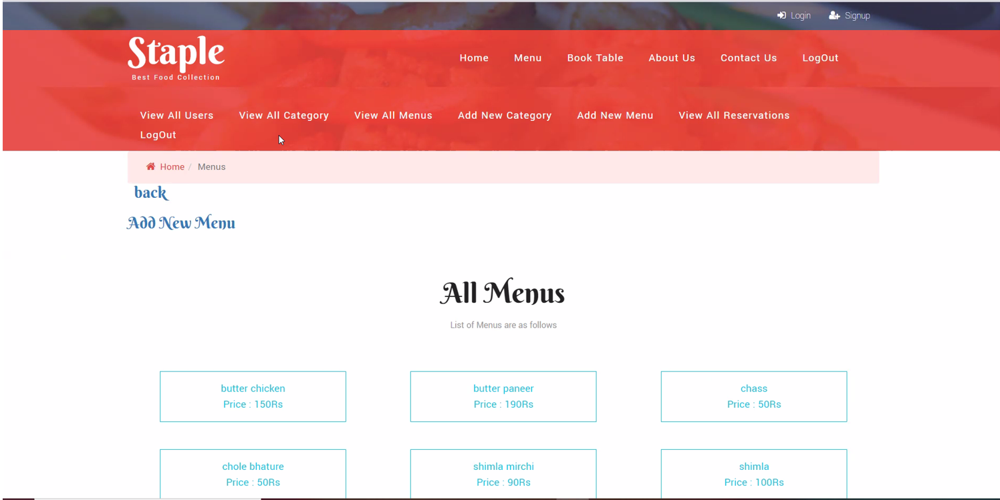 Login Signup
Staple
Best Food Collection
Home Menu Book Table About Us Contact Us LogOut
View All Users View All Category View All Menus Add New Category Add New Menu View All Reservations
LogOut
Home / Menus
back
Add New Menu
All Menus
List of Menus are as follows
butter chicken butter paneer chass
Price : 150Rs Price : 190Rs Price : 50Rs
chole bhature shimla mirchi shimla
Price : 50Rs Price : 90Rs Price : 100Rs